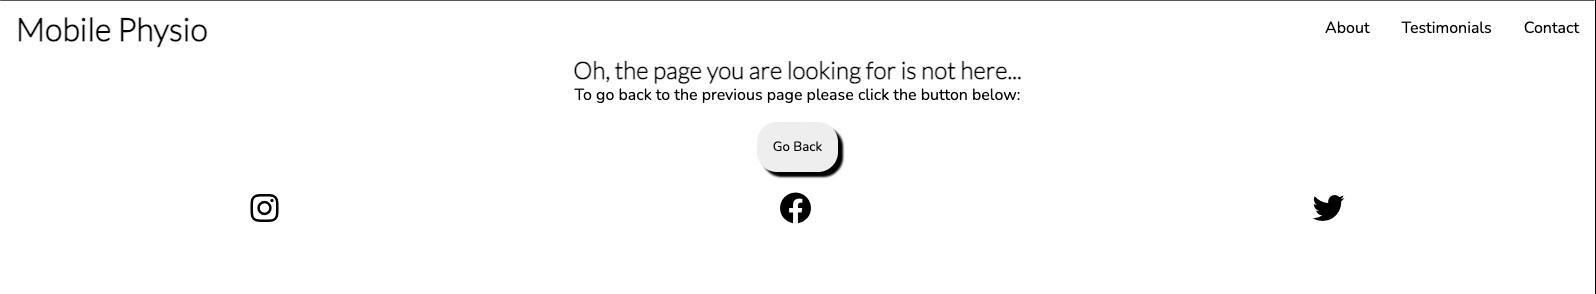 Mobile Physio
About
Testimonials
Contact
Oh, the page you are looking for is not here...
To go back to the previous page please click the button below:
Go Back